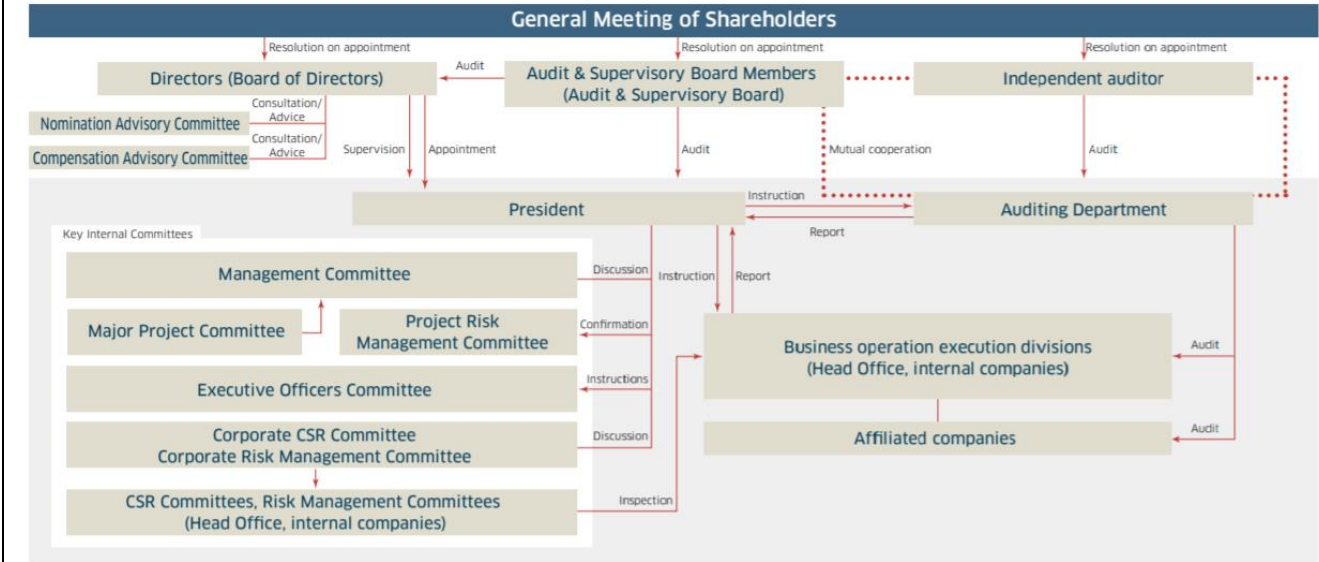 General Meeting of Shareholders
Resolution on appointment
Resolution on appointment
Resolution on appointment
Directors (Board of Directors)
Audit
Audit & Supervisory Board Members
(Audit & Supervisory Board)
Independent auditor
Consultation/
Advice
Nomination Advisory Committee
Consultation/
Advice
Compensation Advisory Committee
Supervision
Appointment
Audit
Mutual cooperation
Audit
President
Instruction
Report
Auditing Department
Key Internal Committees
Management Committee
Discussion
Instruction
Report
Major Project Committee
Project Risk
Management Committee
Confirmation
Business operation execution divisions
(Head Office, internal companies)
Audit
Executive Officers Committee
Instructions
Corporate CSR Committee
Corporate Risk Management Committee
Discussion
Affiliated companies
Audit
CSR Committees, Risk Management Committees
(Head Office, internal companies)
Inspection